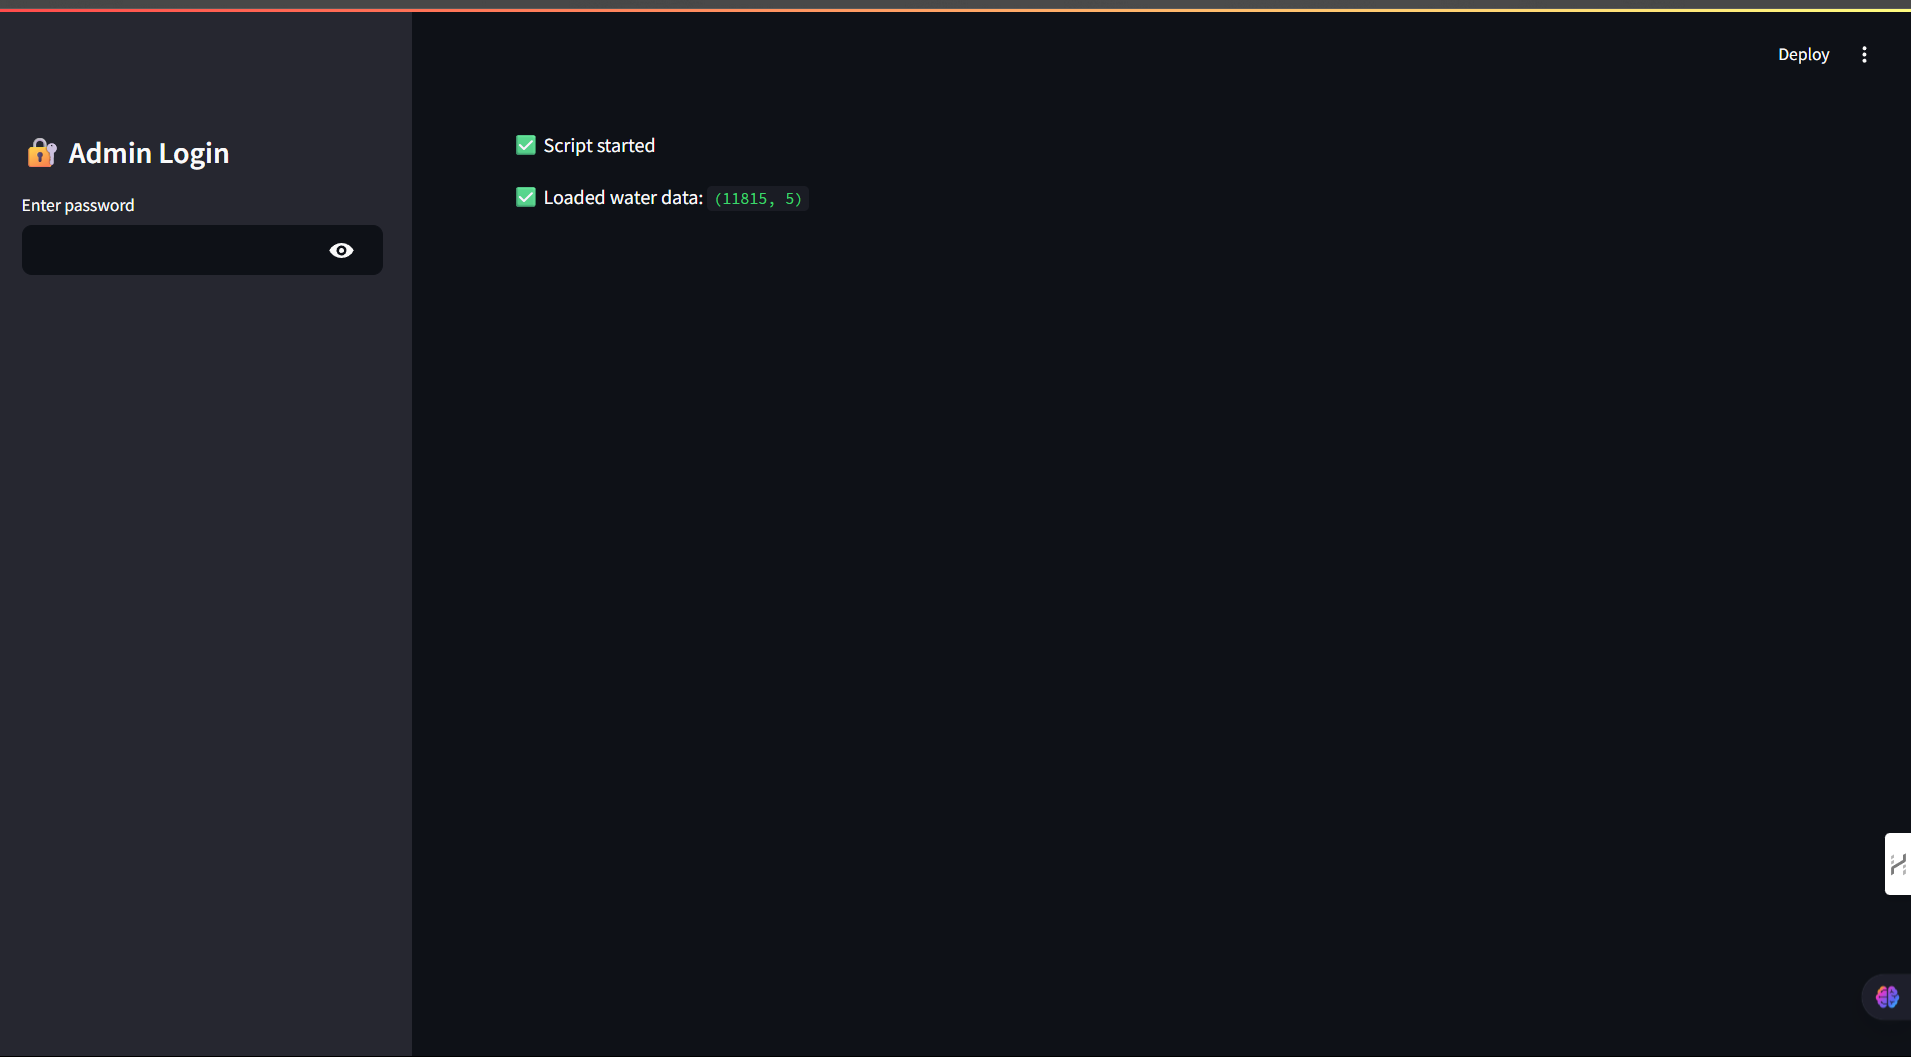 Deploy
Admin Login
Enter password
Script started
Loaded water data: (11815, 5)